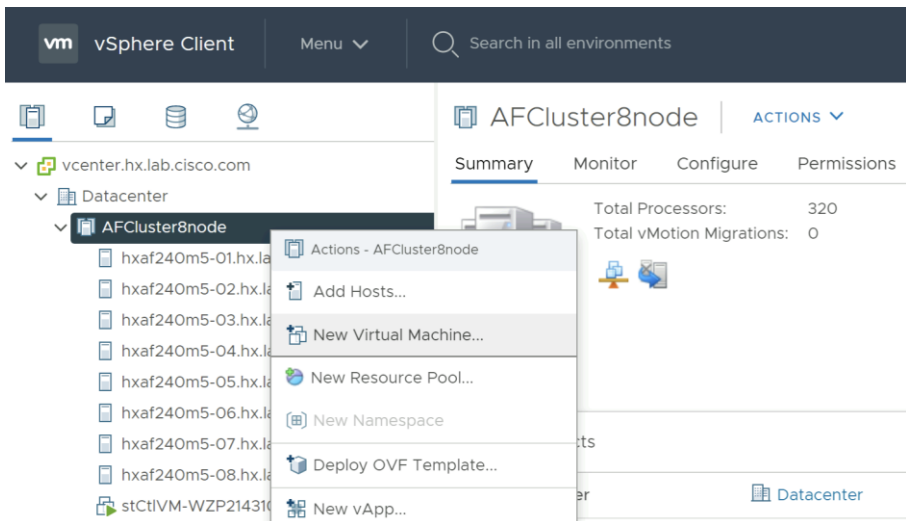 vm vSphere Client Menu Search in all environments
AFCluster8node ACTIONS
vcenter.hx.lab.cisco.com
Summary Monitor Configure Permissions
Datacenter
Total Processors: 320
AFCluster8node
Total vMotion Migrations: 0
Actions - AFCluster8node
hxaf240m5-01.hx.la
hxaf240m5-02.hx.la
Add Hosts...
hxaf240m5-03.hx.la
New Virtual Machine...
hxaf240m5-04.hx.la
hxaf240m5-05.hx.la
New Resource Pool...
hxaf240m5-06.hx.la
New Namespace
hxaf240m5-07.hx.la
cts
hxaf240m5-08.hx.la
Deploy OVF Template...
er Datacenter
stCtlVM-WZP214310
New vApp...